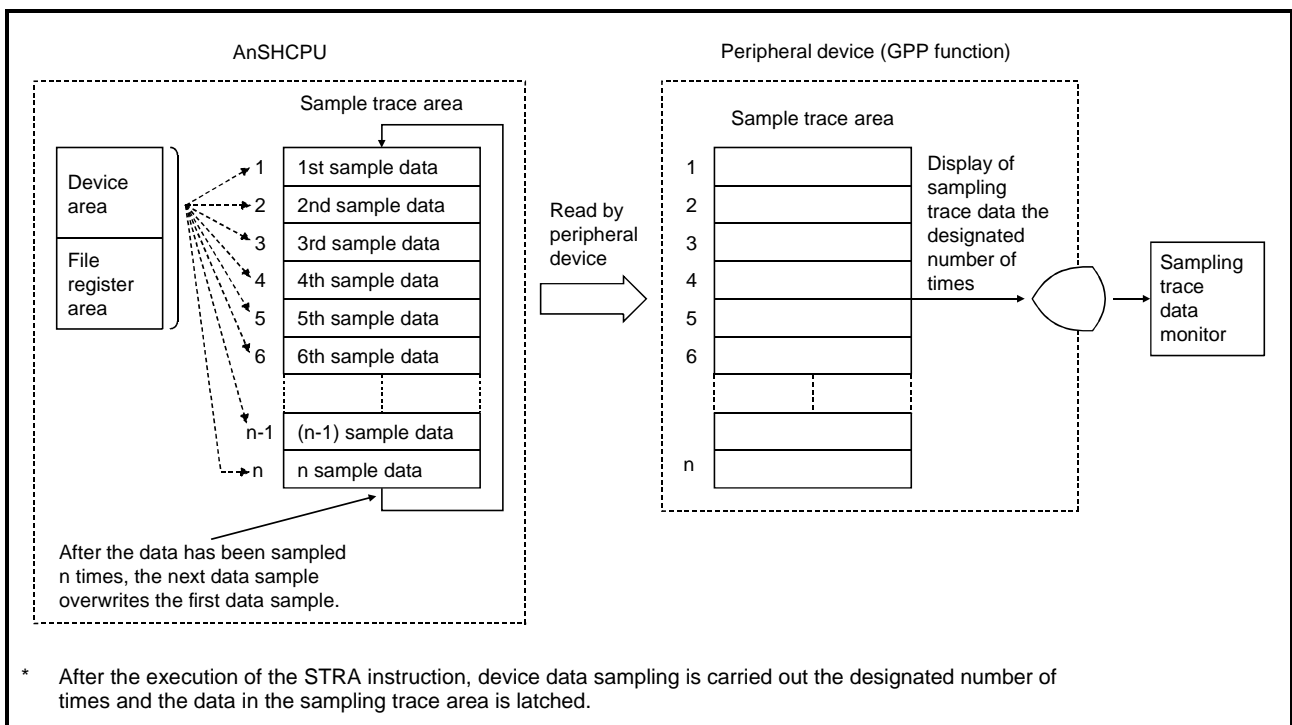 AnSHCPU
Peripheral device (GPP function)
Sample trace area
Device
area
File
register
area
1 1st sample data
2 2nd sample data
3 3rd sample data
4 4th sample data
5 5th sample data
6 6th sample data
n-1 (n-1) sample data
n n sample data
After the data has been sampled
n times, the next data sample
overwrites the first data sample.
Read by
peripheral
device
Sample trace area
1
2
3
4
5
6
n
Display of
sampling
trace data the
designated
number of
times
Sampling
trace
data
monitor
* After the execution of the STRA instruction, device data sampling is carried out the designated number of
times and the data in the sampling trace area is latched.